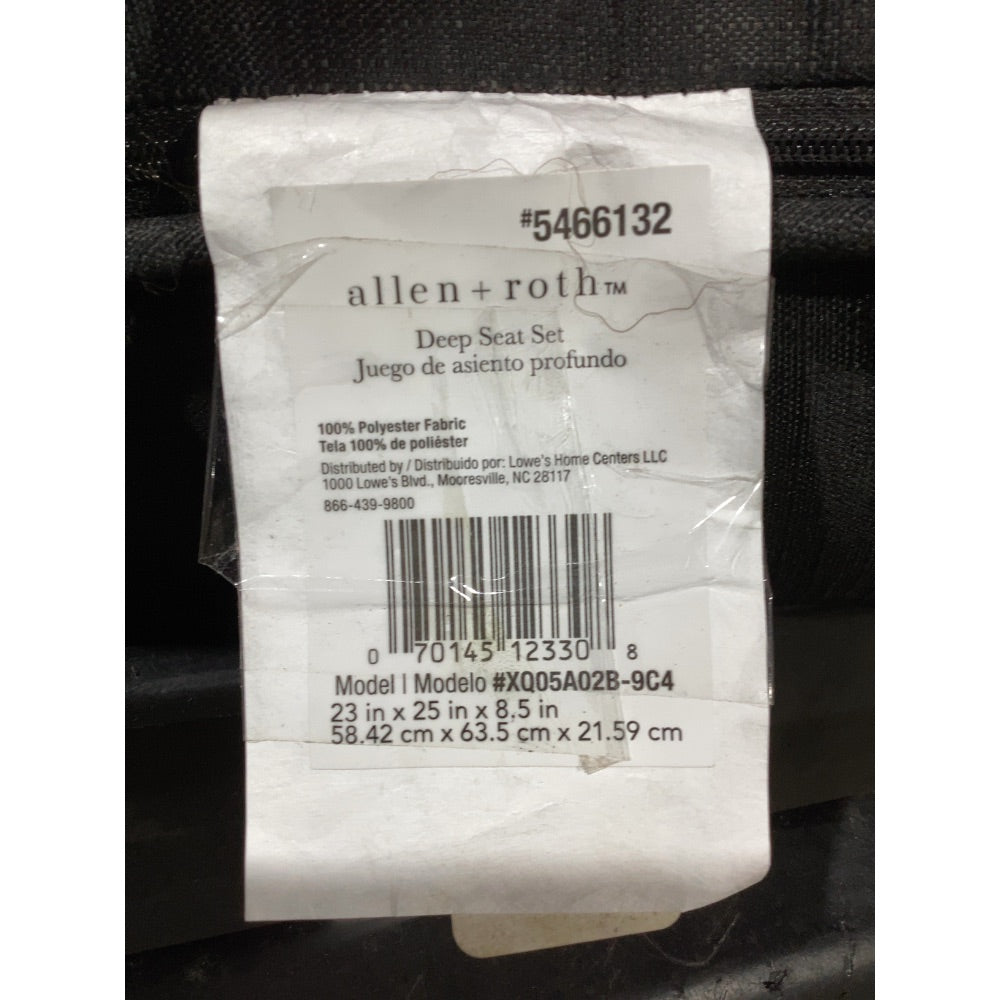 #5466132
allen + roth™
Deep Seat Set
Juego de asiento profundo
100% Polyester Fabric
Tela 100% de poliéster
Distributed by / Distribuido por: Lowe's Home Centers LLC
1000 Lowe's Blvd., Mooresville, NC 28117
866-439-9800
0 70145 12330 8
Model | Modelo #XQ05A02B-9C4
23 in x 25 in x 8.5 in
58.42 cm x 63.5 cm x 21.59 cm